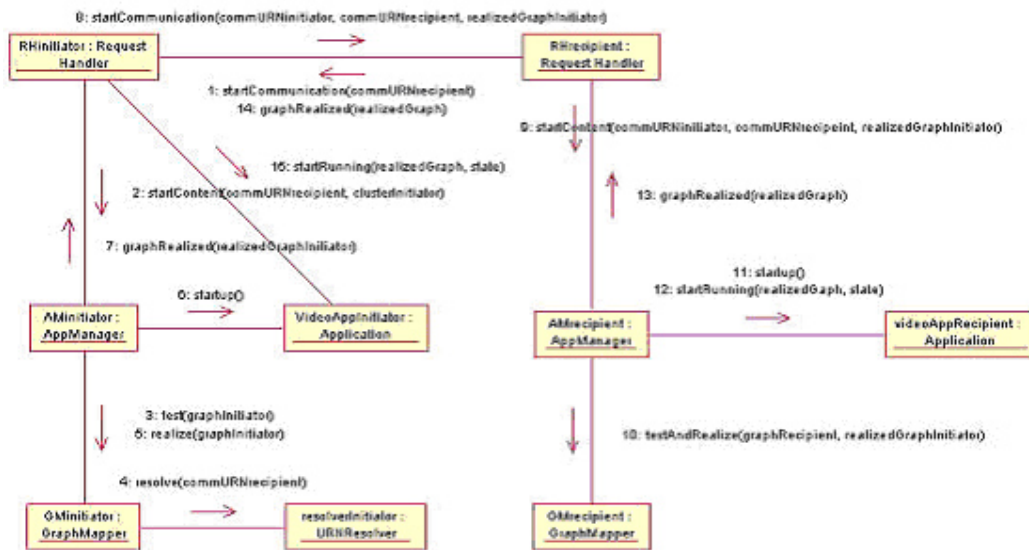 8: startCommunication(commURNinitiator, commURNrecipient, realizedGraphInitiator)
RHinitiator : Request
Handler
RHrecipient :
Request Handler
1: startCommunication(commURNrecipient)
14: graphRealized(realizedGraph)
9: startContent(commURNinitiator, commURNrecipeint, realizedGraphInitiator)
15: startRunning(realizedGraph, state)
2: startContent(commURNrecipient, clusterInitiator)
13: graphRealized(realizedGraph)
7: graphRealized(realizedGraphInitiator)
11: startup()
6: startup()
12: startRunning(realizedGaph, state)
AMinitiator :
AppManager
VideoAppInitiator :
Application
AMrecipient :
AppManager
videoAppRecipient :
Application
3: test(graphInitiator)
5: realize(graphInitiator)
10: testAndRealize(graphRecipient, realizedGraphInitiator)
4: resolve(commURNrecipient)
GMinitiator :
GraphMapper
resolverInitiator :
URNResolver
GMrecipient :
GraphMapper